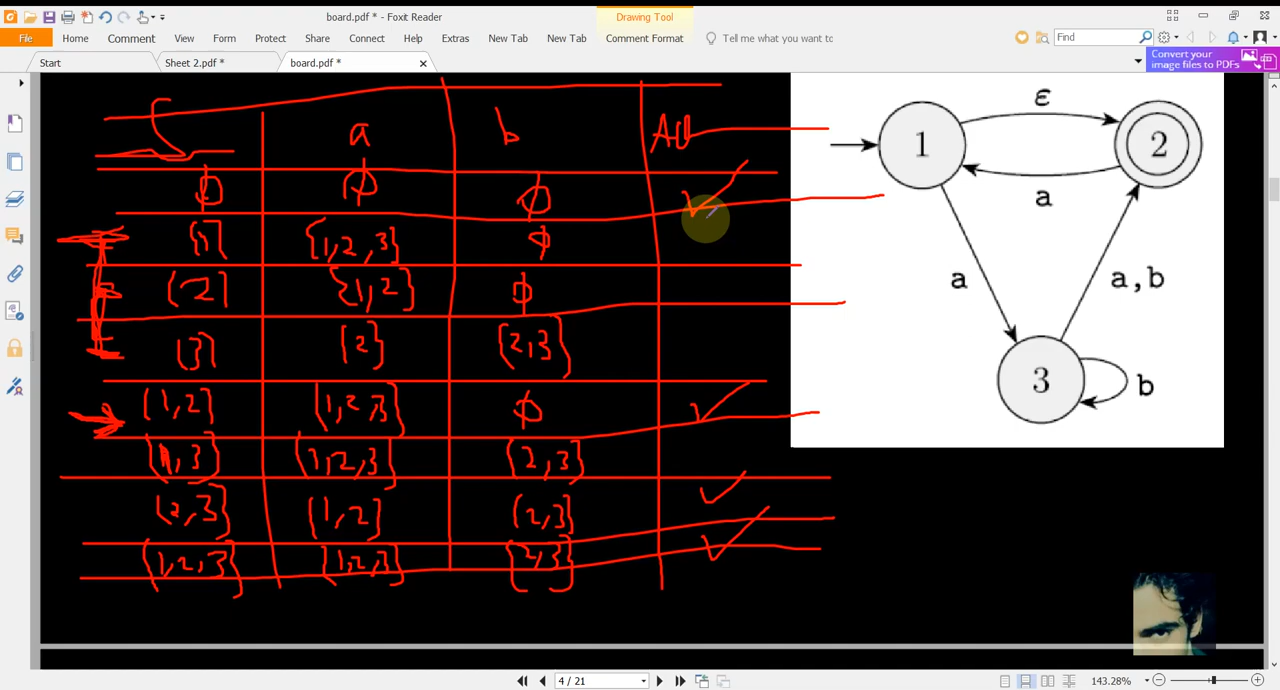 board.pdf * - Foxit Reader
Drawing Tool
File Home Comment View Form Protect Share Connect Help Extras New Tab New Tab Comment Format Tell me what you want to Find
Start Sheet 2.pdf * board.pdf *
Convert your
image files to PDFs
a b
ϕ ϕ ϕ ✓
{1} {1,2,3} ϕ
{2} {1,2} ϕ
{3} {2} {2,3}
{1,2} {1,2,3} ϕ ✓
{1,3} {1,2,3} {2,3}
{2,3} {1,2} {2,3} ✓
{1,2,3} {1,2,3} {2,3} ✓
ε
1 2
a
a a,b
3 b
4 / 21 143.28%